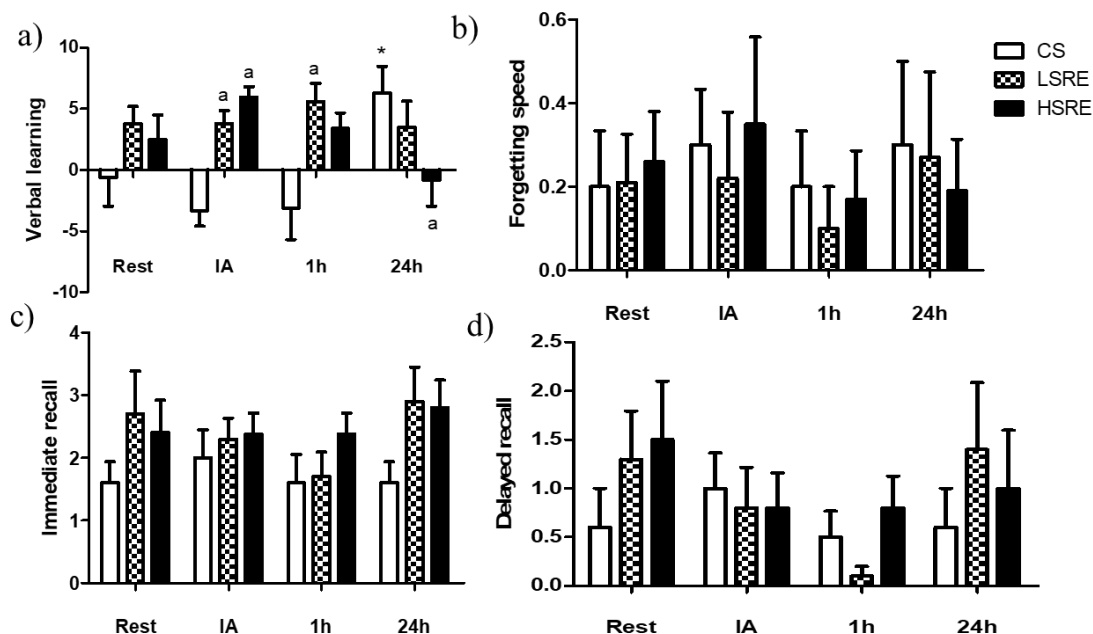 a)
Verbal learning
10
5
0
-5
-10
a
a
a
*
a
Rest IA 1h 24h
b)
Forgetting speed
0.6
0.4
0.2
0.0
Rest IA 1h 24h
CS
LSRE
HSRE
c)
Immediate recall
4
3
2
1
0
Rest IA 1h 24h
d)
Delayed recall
2.5
2.0
1.5
1.0
0.5
0.0
Rest IA 1h 24h